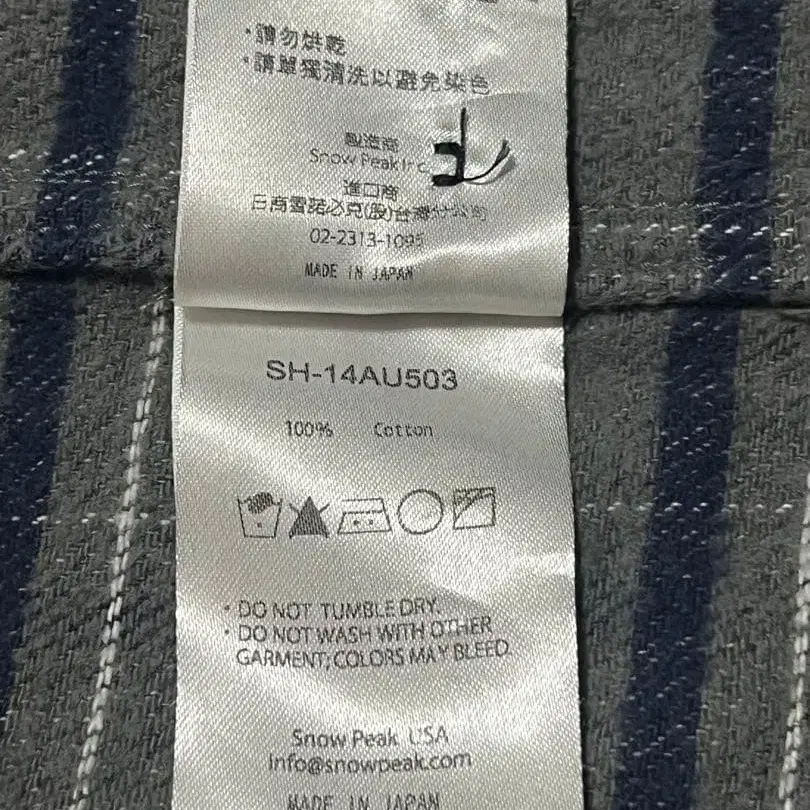 ・請勿烘乾
・請單獨清洗以避免染色
製造商
Snow Peak Inc
進口商
日商雪諾必克(股)台灣分公司
02-2313-1095
MADE IN JAPAN
SH-14AU503
100% Cotton
• DO NOT TUMBLE DRY.
• DO NOT WASH WITH OTHER
GARMENT; COLORS MAY BLEED.
Snow Peak USA
info@snowpeak.com
MADE IN JAPAN